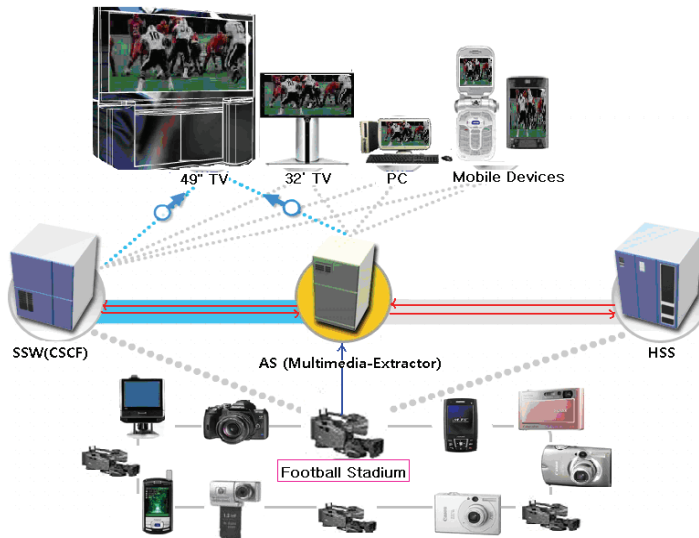 49" TV
32' TV
PC
Mobile Devices
SSW(CSCF)
AS (Multimedia-Extractor)
HSS
Football Stadium